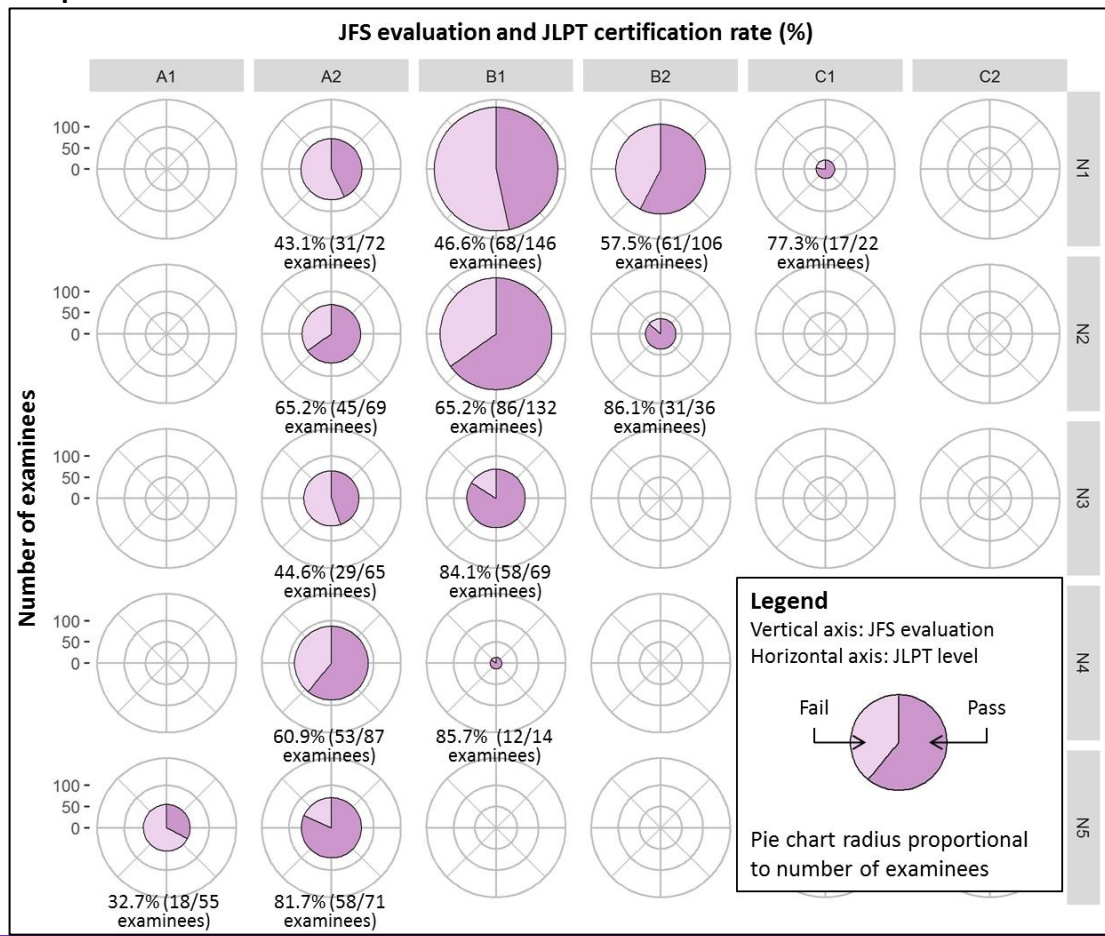 JFS evaluation and JLPT certification rate (%)
A1 A2 B1 B2 C1 C2
Number of examinees
100
50
0
N1
43.1% (31/72
examinees)
46.6% (68/146
examinees)
57.5% (61/106
examinees)
77.3% (17/22
examinees)
100
50
0
N2
65.2% (45/69
examinees)
65.2% (86/132
examinees)
86.1% (31/36
examinees)
100
50
0
N3
44.6% (29/65
examinees)
84.1% (58/69
examinees)
100
50
0
N4
60.9% (53/87
examinees)
85.7% (12/14
examinees)
100
50
0
N5
32.7% (18/55
examinees)
81.7% (58/71
examinees)
Legend
Vertical axis: JFS evaluation
Horizontal axis: JLPT level
Fail Pass
Pie chart radius proportional
to number of examinees